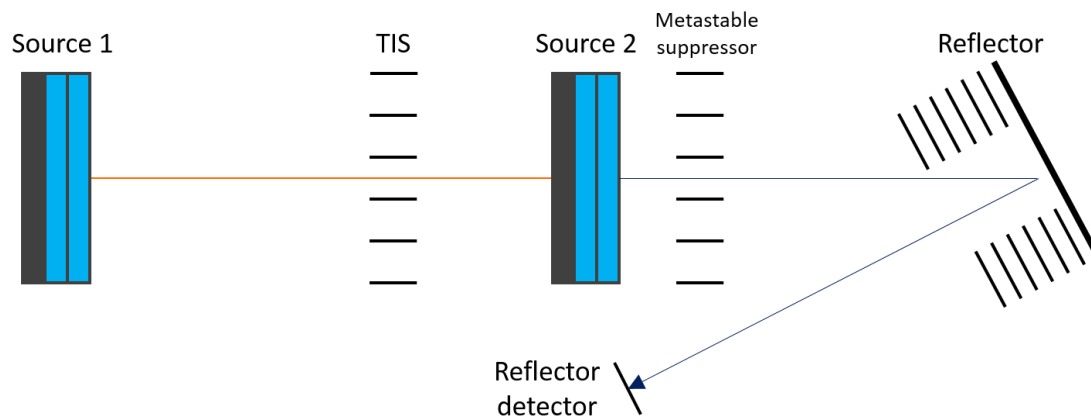 Source 1
TIS
Source 2
Metastable
suppressor
Reflector
Reflector
detector